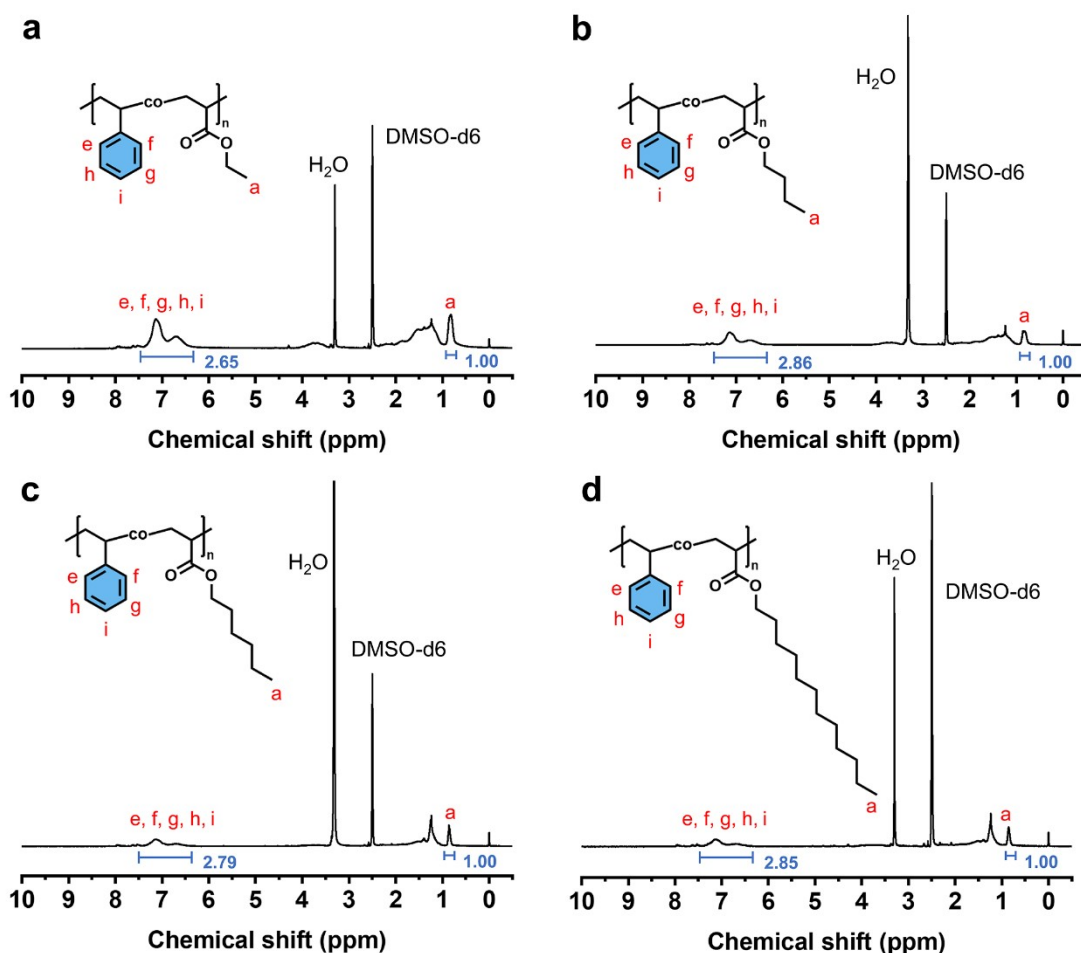 a
co
n
O
O
e
f
h
g
i
a
H2O
DMSO-d6
e, f, g, h, i
a
2.65
1.00
10 9 8 7 6 5 4 3 2 1 0
Chemical shift (ppm)
b
co
n
O
O
e
f
h
g
i
a
H2O
DMSO-d6
e, f, g, h, i
a
2.86
1.00
10 9 8 7 6 5 4 3 2 1 0
Chemical shift (ppm)
c
co
n
O
O
e
f
h
g
i
a
H2O
DMSO-d6
e, f, g, h, i
a
2.79
1.00
10 9 8 7 6 5 4 3 2 1 0
Chemical shift (ppm)
d
co
n
O
O
e
f
h
g
i
a
H2O
DMSO-d6
e, f, g, h, i
a
2.85
1.00
10 9 8 7 6 5 4 3 2 1 0
Chemical shift (ppm)